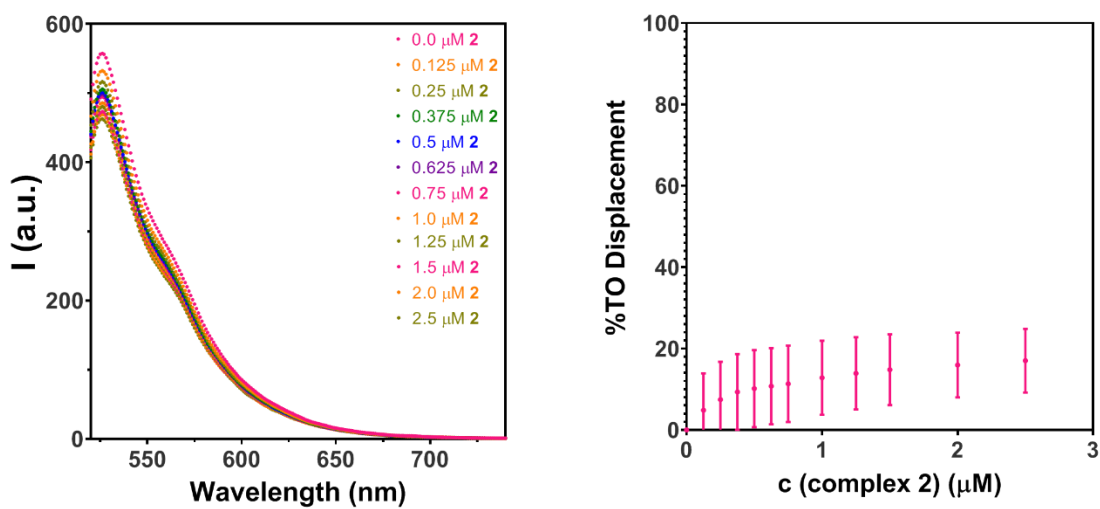 600
400
200
0
I (a.u.)
0.0 μM 2
0.125 μM 2
0.25 μM 2
0.375 μM 2
0.5 μM 2
0.625 μM 2
0.75 μM 2
1.0 μM 2
1.25 μM 2
1.5 μM 2
2.0 μM 2
2.5 μM 2
550 600 650 700
Wavelength (nm)
100
80
60
40
20
0
%TO Displacement
0 1 2 3
c (complex 2) (μM)